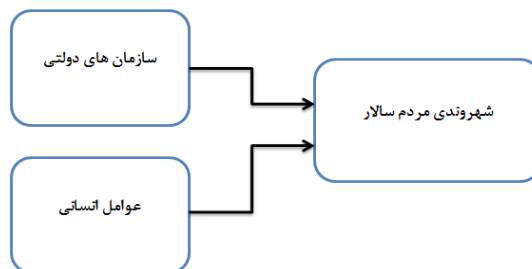 سازمان های دولتی
شهروندی مردم سالار
عوامل انسانی